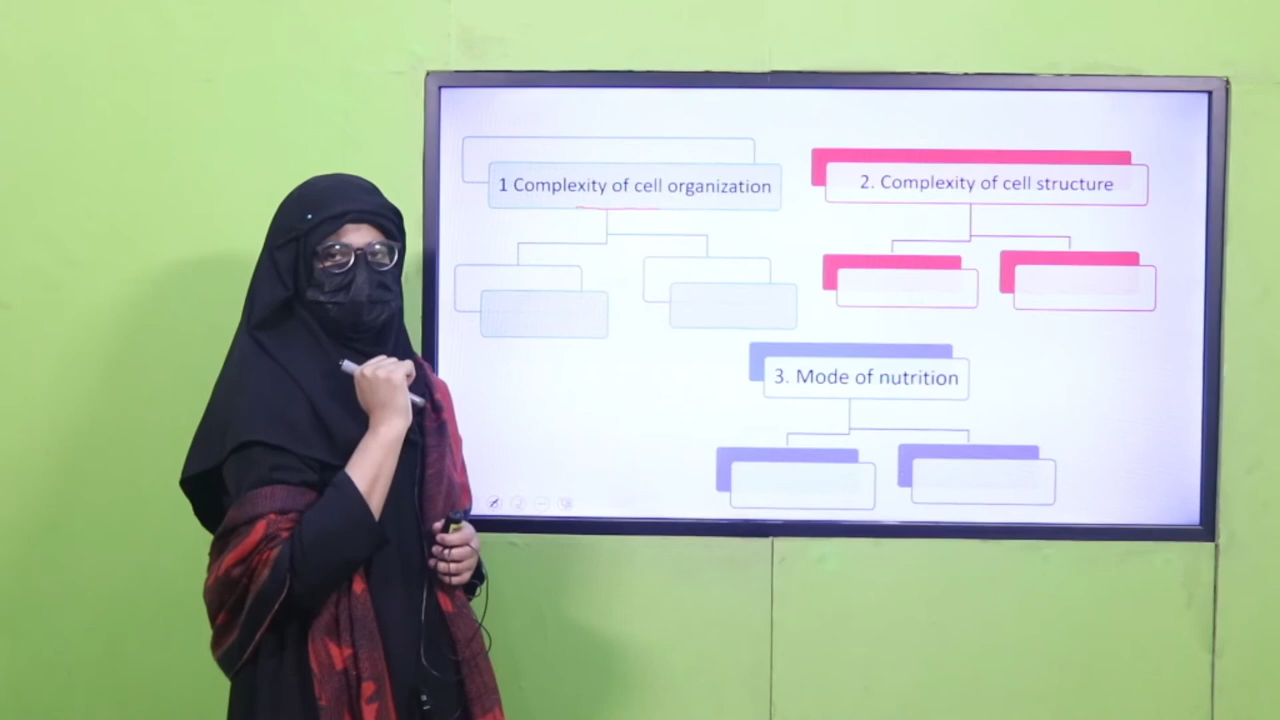 1 Complexity of cell organization
2. Complexity of cell structure
3. Mode of nutrition